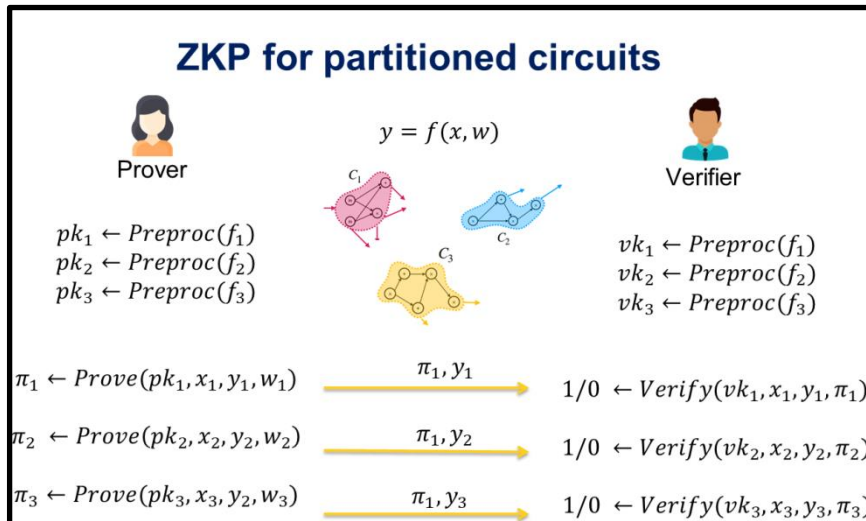 ZKP for partitioned circuits
Prover
y = f(x, w)
Verifier
C₁
C₂
C₃
pk₁ ← Preproc(f₁)
pk₂ ← Preproc(f₂)
pk₃ ← Preproc(f₃)
vk₁ ← Preproc(f₁)
vk₂ ← Preproc(f₂)
vk₃ ← Preproc(f₃)
π₁ ← Prove(pk₁, x₁, y₁, w₁)
π₁, y₁
1/0 ← Verify(vk₁, x₁, y₁, π₁)
π₂ ← Prove(pk₂, x₂, y₂, w₂)
π₁, y₂
1/0 ← Verify(vk₂, x₂, y₂, π₂)
π₃ ← Prove(pk₃, x₃, y₂, w₃)
π₁, y₃
1/0 ← Verify(vk₃, x₃, y₃, π₃)